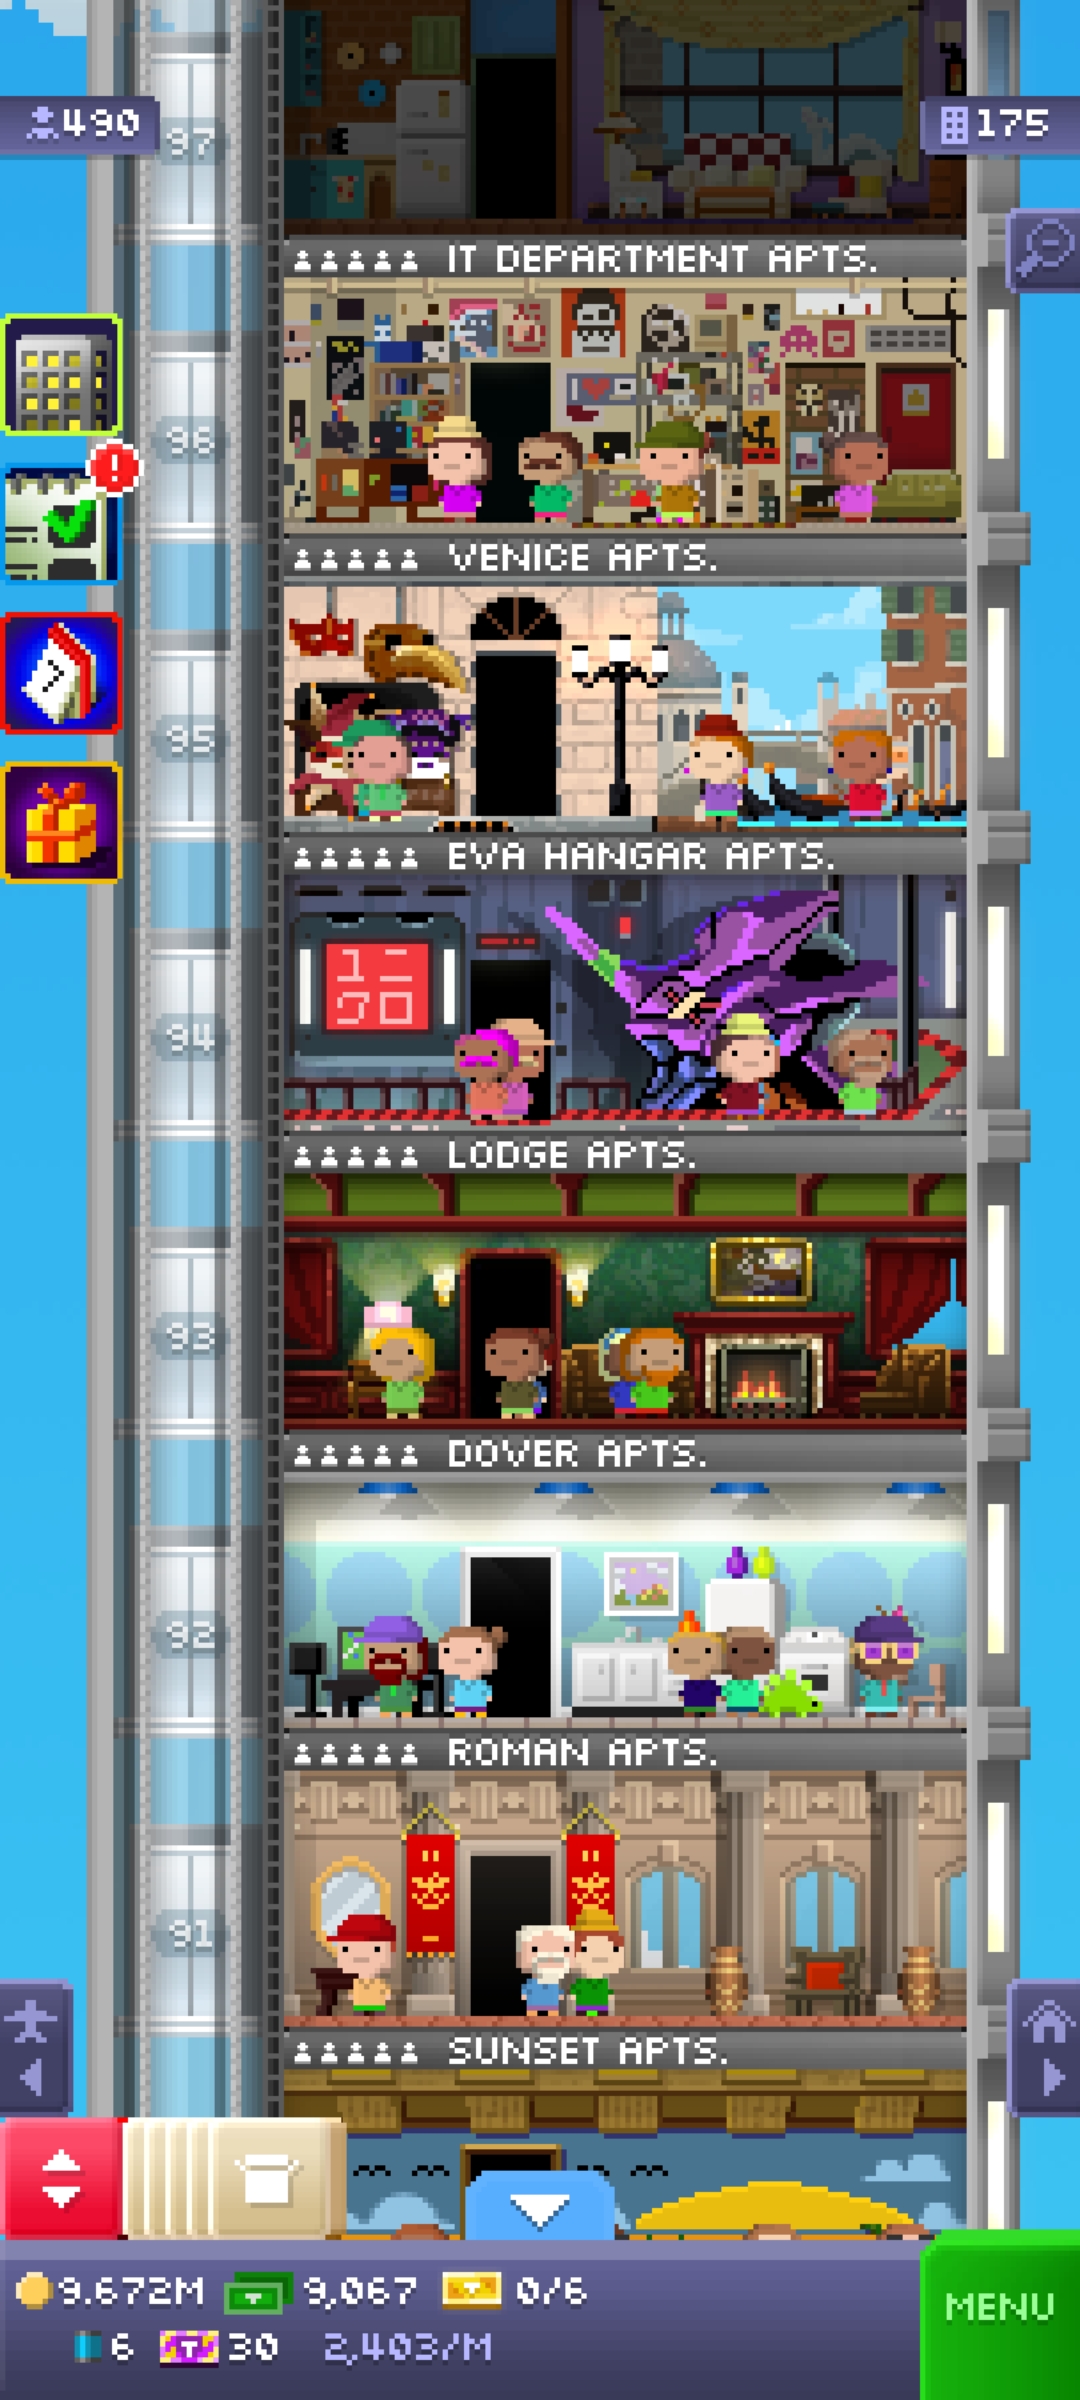 490
175
97
IT DEPARTMENT APTS.
96
VENICE APTS.
95
EVA HANGAR APTS.
94
LODGE APTS.
93
DOVER APTS.
92
ROMAN APTS.
91
SUNSET APTS.
9.672M 9,067 0/6
6 T 30 2,403/M
MENU